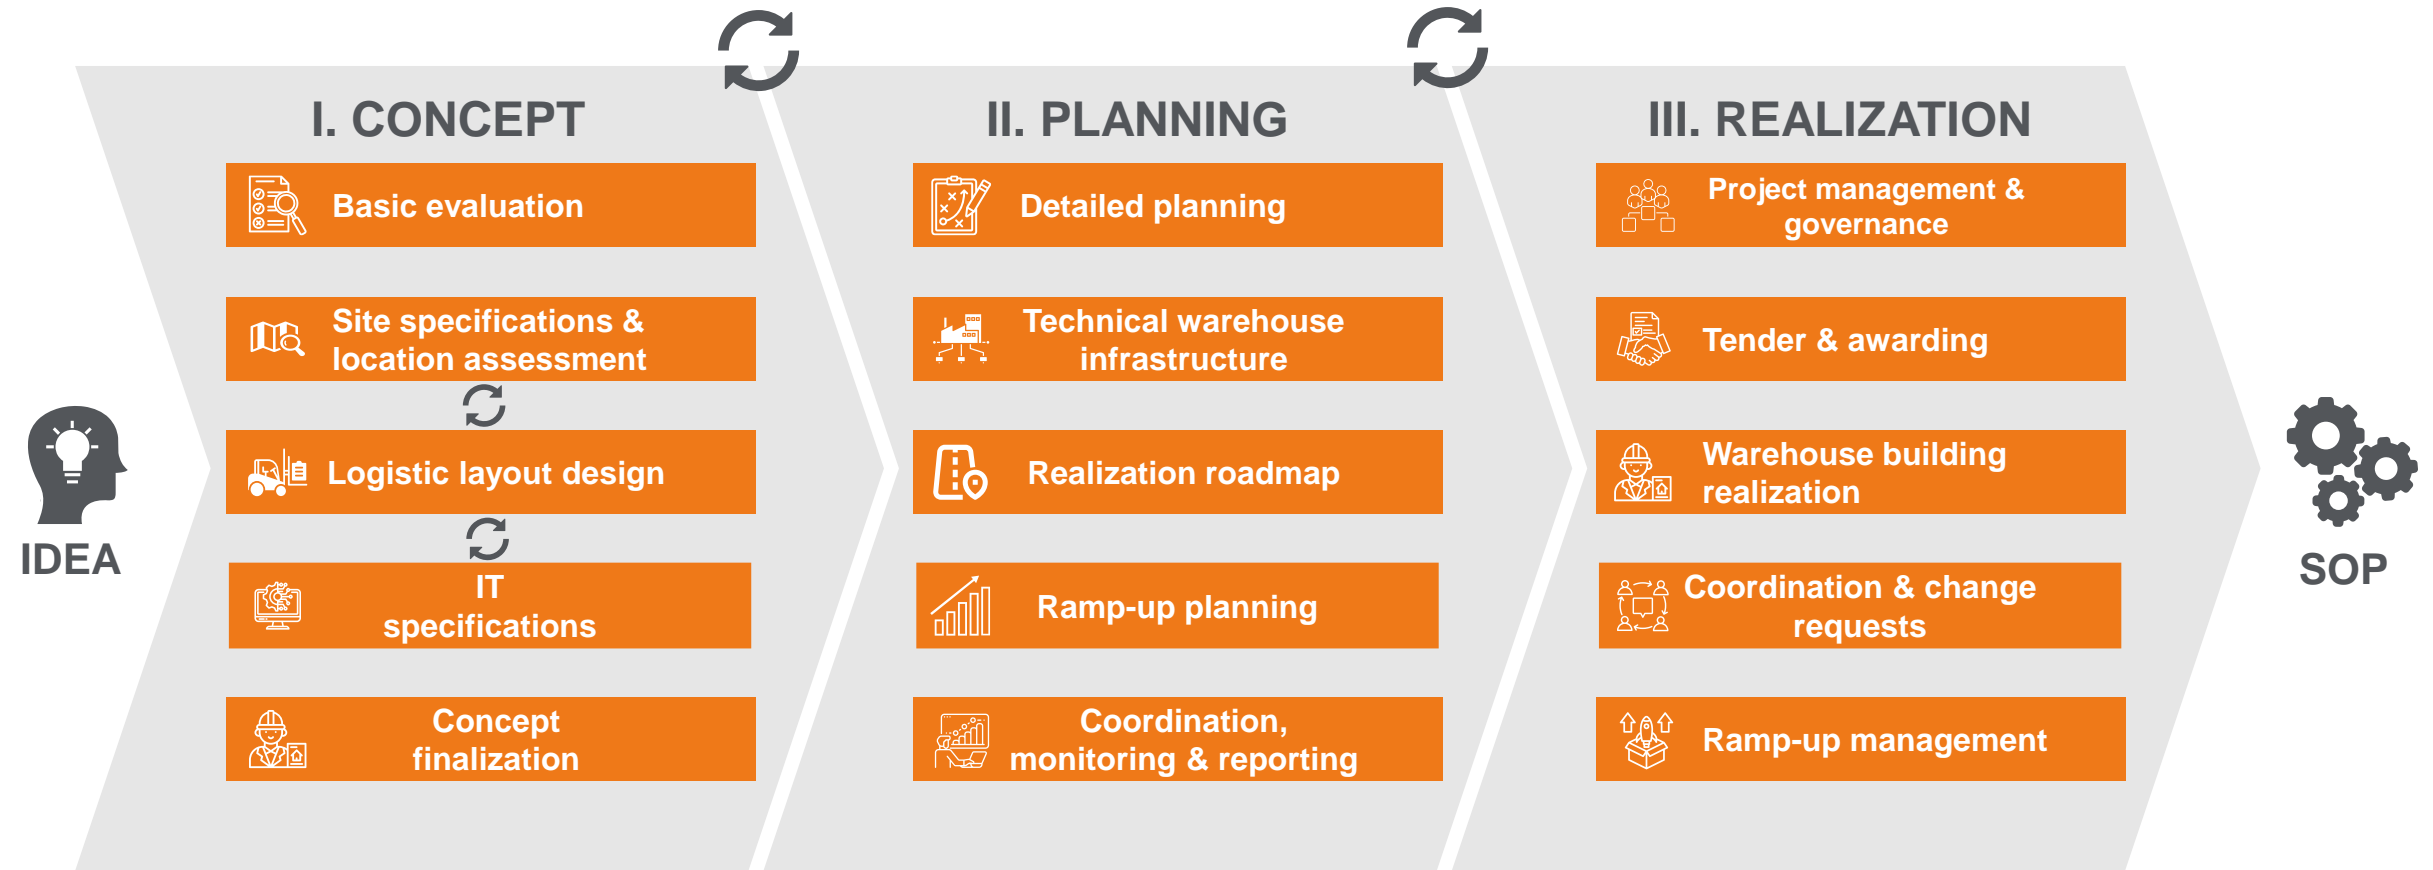 I. CONCEPT
Basic evaluation
Site specifications &
location assessment
Logistic layout design
IT
specifications
Concept
finalization
II. PLANNING
Detailed planning
Technical warehouse
infrastructure
Realization roadmap
Ramp-up planning
Coordination,
monitoring & reporting
III. REALIZATION
Project management &
governance
Tender & awarding
Warehouse building
realization
Coordination & change
requests
Ramp-up management
IDEA
SOP